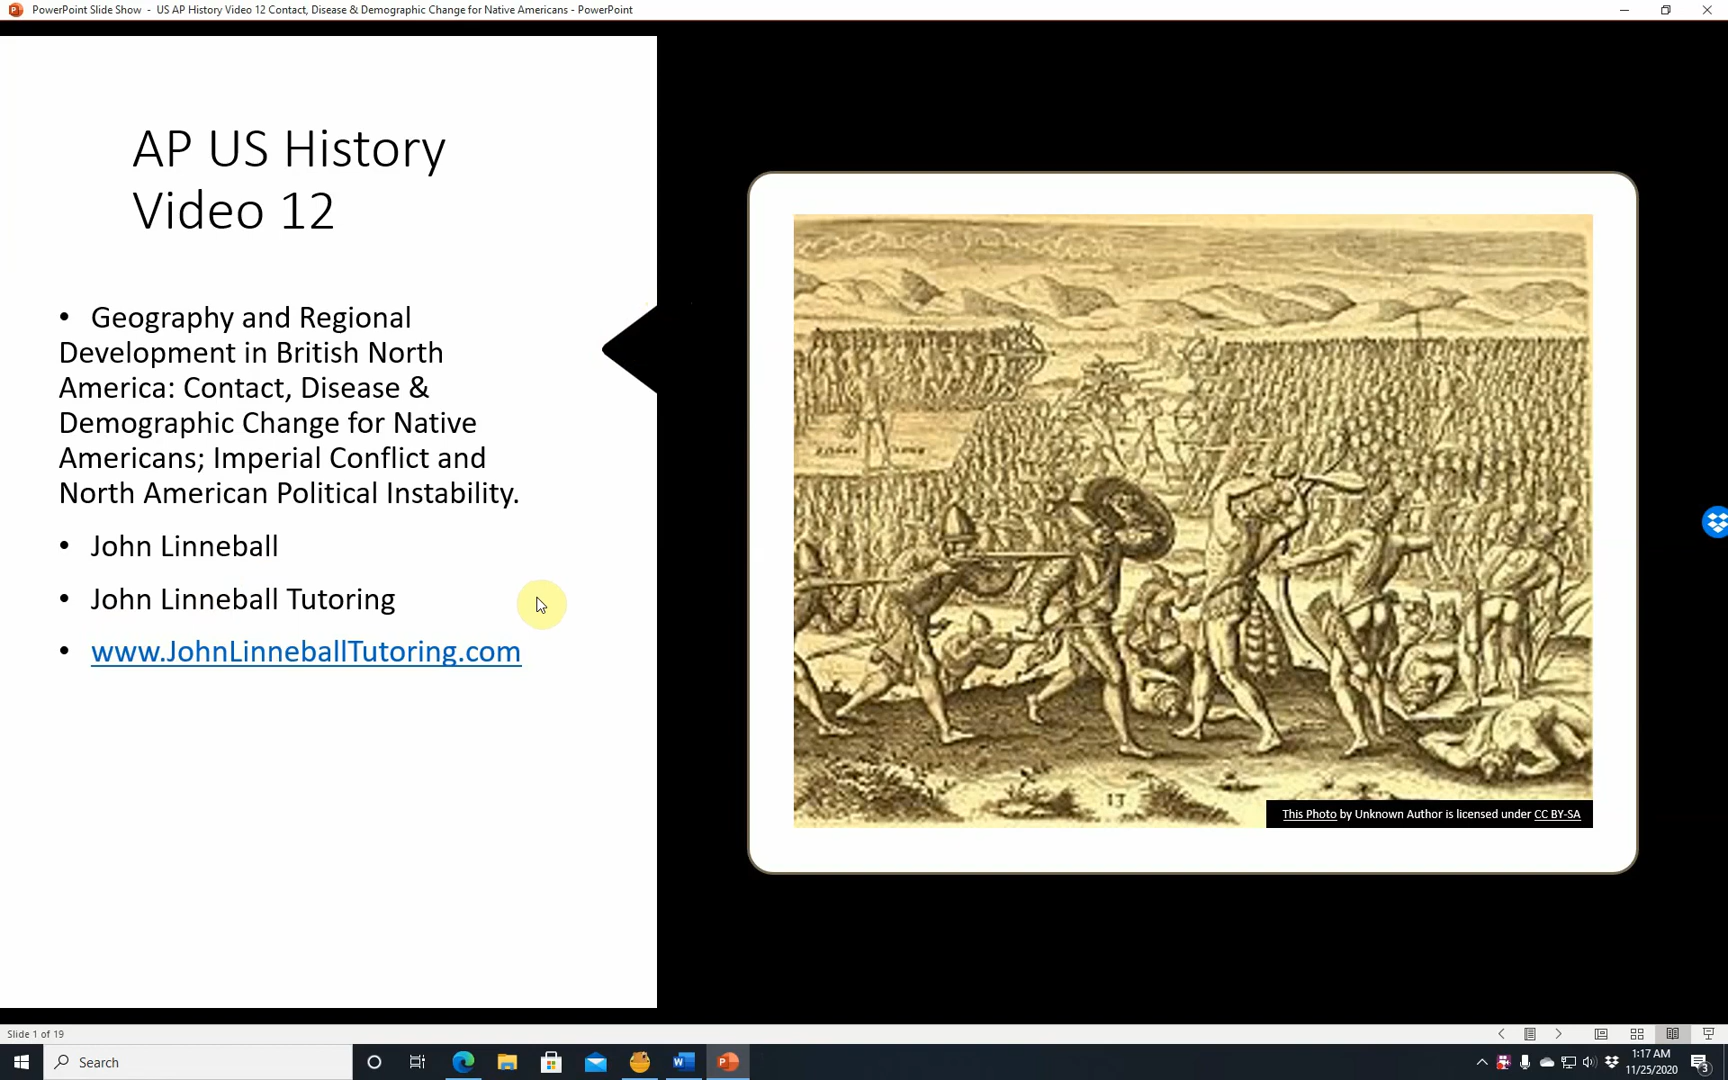 PowerPoint Slide Show - US AP History Video 12 Contact, Disease & Demographic Change for Native Americans - PowerPoint
AP US History
Video 12
• Geography and Regional
Development in British North
America: Contact, Disease &
Demographic Change for Native
Americans; Imperial Conflict and
North American Political Instability.
• John Linneball
• John Linneball Tutoring
• www.JohnLinneballTutoring.com
This Photo by Unknown Author is licensed under CC BY-SA
Slide 1 of 19
Search
1:17 AM
11/25/2020
3